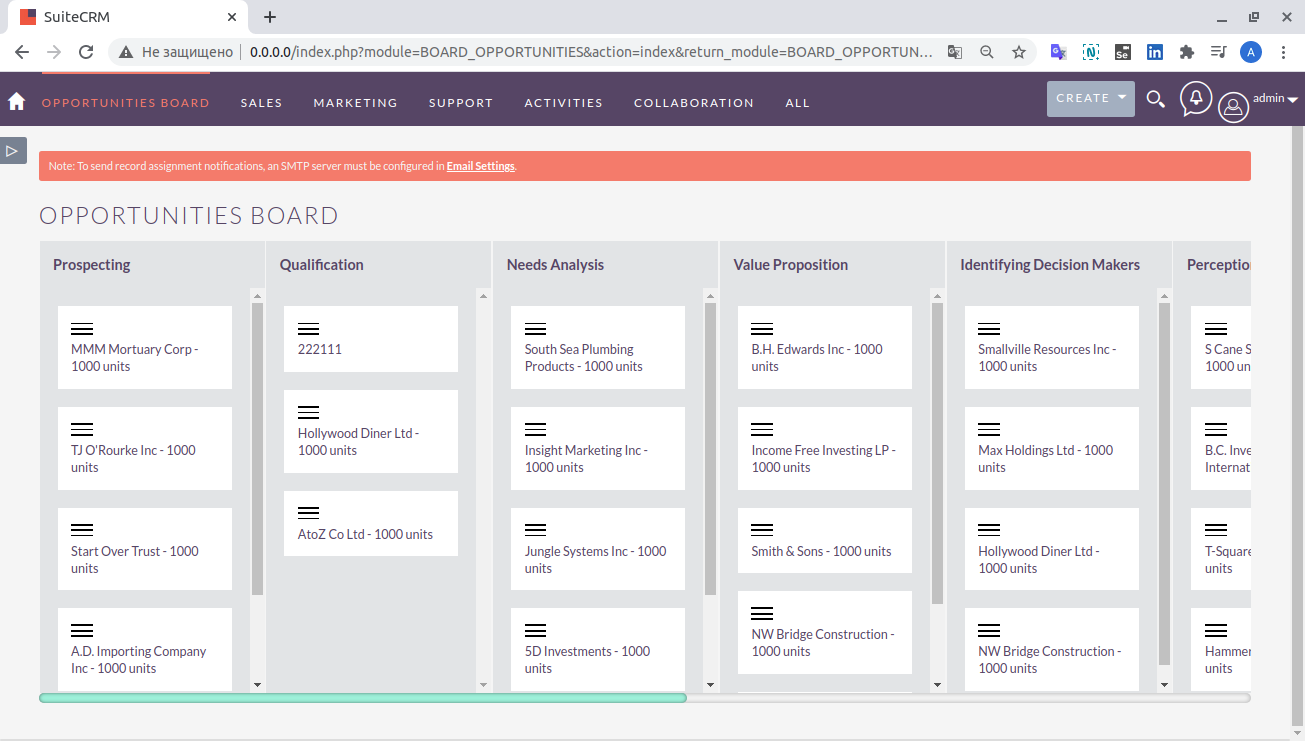 SuiteCRM
Не защищено
0.0.0.0/index.php?module=BOARD_OPPORTUNITIES&action=index&return_module=BOARD_OPPORTUN...
OPPORTUNITIES BOARD SALES MARKETING SUPPORT ACTIVITIES COLLABORATION ALL CREATE admin
Note: To send record assignment notifications, an SMTP server must be configured in Email Settings.
OPPORTUNITIES BOARD
Prospecting
MMM Mortuary Corp -
1000 units
TJ O'Rourke Inc - 1000
units
Start Over Trust - 1000
units
A.D. Importing Company
Inc - 1000 units
Qualification
222111
Hollywood Diner Ltd -
1000 units
AtoZ Co Ltd - 1000 units
Needs Analysis
South Sea Plumbing
Products - 1000 units
Insight Marketing Inc -
1000 units
Jungle Systems Inc - 1000
units
5D Investments - 1000
units
Value Proposition
B.H. Edwards Inc - 1000
units
Income Free Investing LP -
1000 units
Smith & Sons - 1000 units
NW Bridge Construction -
1000 units
Identifying Decision Makers
Smallville Resources Inc -
1000 units
Max Holdings Ltd - 1000
units
Hollywood Diner Ltd -
1000 units
NW Bridge Construction -
1000 units
Perceptio
S Cane S
1000 un
B.C. Inve
Internat
T-Square
units
Hammer
units